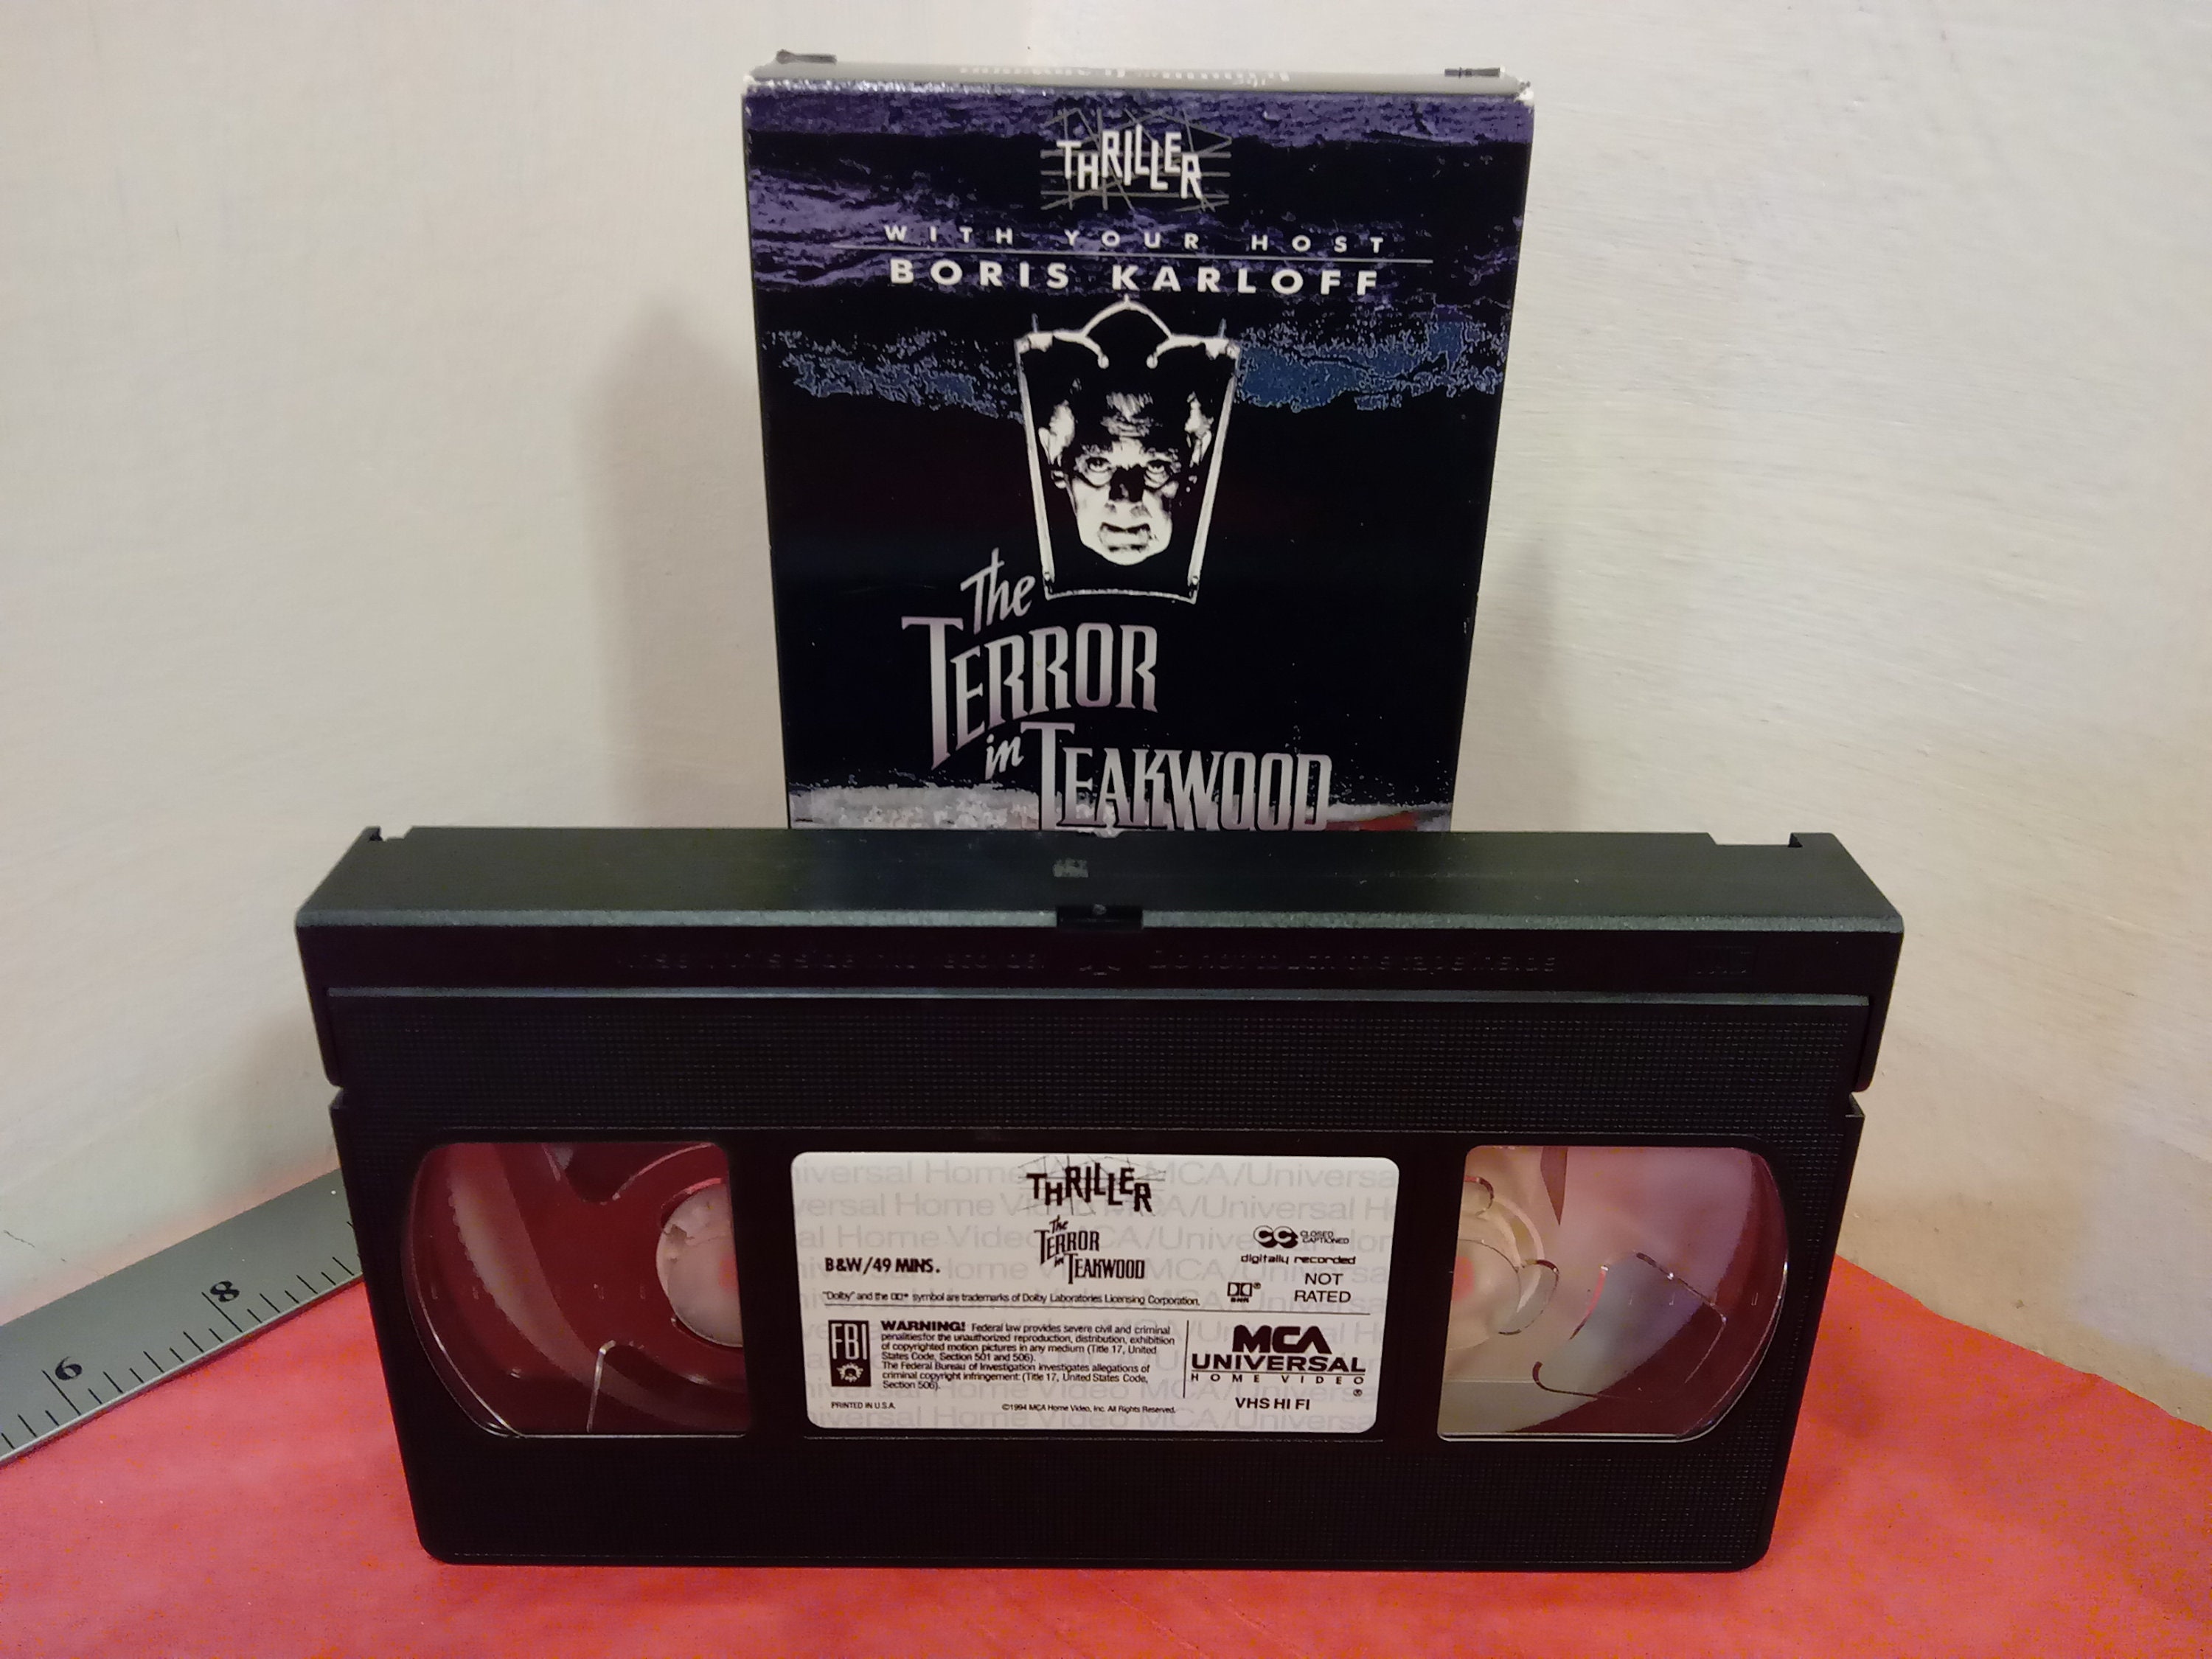 THRILLER
WITH YOUR HOST
BORIS KARLOFF
The
TERROR
in TEAKWOOD
THRILLER
The
TERROR
in TEAKWOOD
B&W/49 MINS.
CC CLOSED CAPTIONED
digitally recorded
NOT
RATED
"Dolby" and the symbol are trademarks of Dolby Laboratories Licensing Corporation.
FBI
WARNING! Federal law provides severe civil and criminal
penalties for the unauthorized reproduction, distribution, exhibition
of copyrighted motion pictures in any medium (Title 17, United
States Code, Section 501 and 506).
The Federal Bureau of Investigation investigates allegations of
criminal copyright infringement: (Title 17, United States Code,
Section 506).
PRINTED IN U.S.A.
©1994 MCA Home Video, Inc. All Rights Reserved.
MCA
UNIVERSAL
HOME VIDEO
®
VHS HI FI
8
9